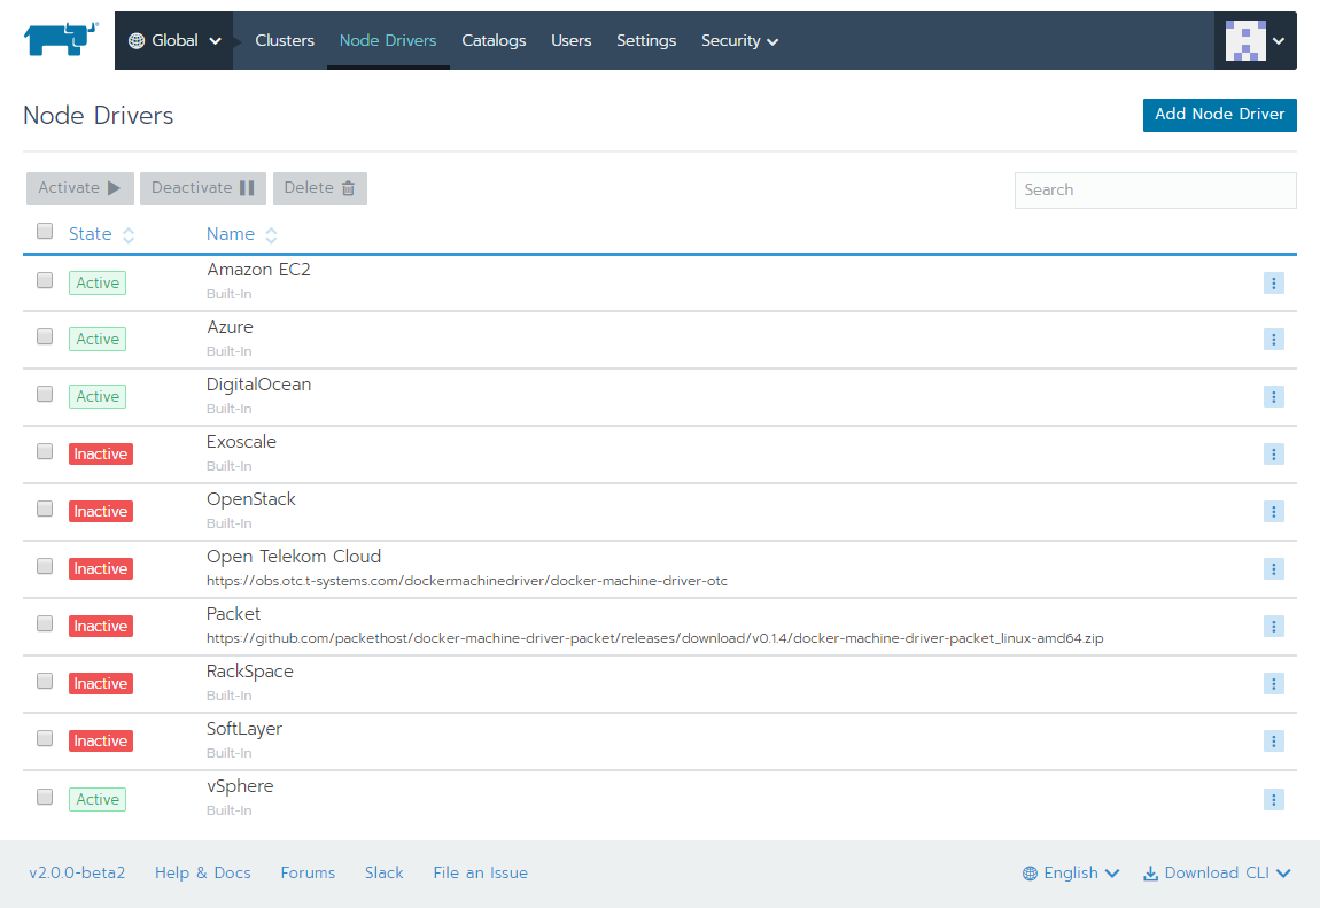 Global Clusters Node Drivers Catalogs Users Settings Security
Node Drivers
Add Node Driver
Activate Deactivate Delete
Search
State Name
Active Amazon EC2
Built-In
Active Azure
Built-In
Active DigitalOcean
Built-In
Inactive Exoscale
Built-In
Inactive OpenStack
Built-In
Inactive Open Telekom Cloud
https://obs.otc.t-systems.com/dockermachinedriver/docker-machine-driver-otc
Inactive Packet
https://github.com/packethost/docker-machine-driver-packet/releases/download/v0.1.4/docker-machine-driver-packet_linux-amd64.zip
Inactive RackSpace
Built-In
Inactive SoftLayer
Built-In
Active vSphere
Built-In
v2.0.0-beta2 Help & Docs Forums Slack File an Issue English Download CLI